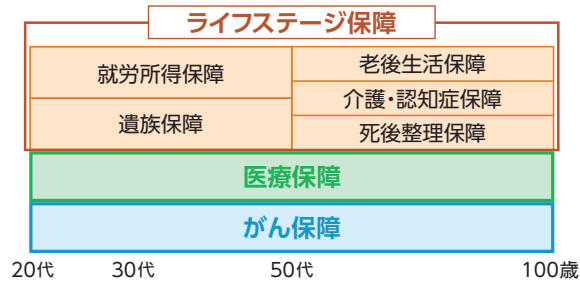 ライフステージ保障
就労所得保障
遺族保障
老後生活保障
介護・認知症保障
死後整理保障
医療保障
がん保障
20代 30代 50代 100歳